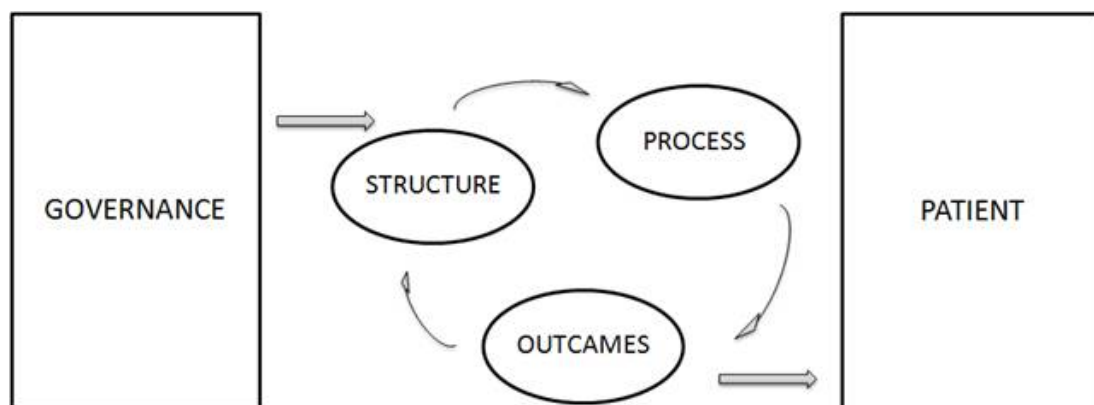 GOVERNANCE
STRUCTURE
PROCESS
OUTCAMES
PATIENT